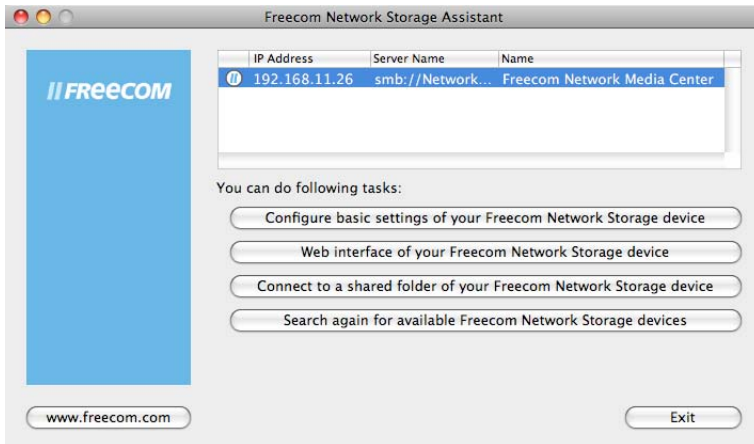 Freecom Network Storage Assistant
FREECOM
IP Address Server Name Name
192.168.11.26 smb://Network... Freecom Network Media Center
You can do following tasks:
Configure basic settings of your Freecom Network Storage device
Web interface of your Freecom Network Storage device
Connect to a shared folder of your Freecom Network Storage device
Search again for available Freecom Network Storage devices
www.freecom.com Exit